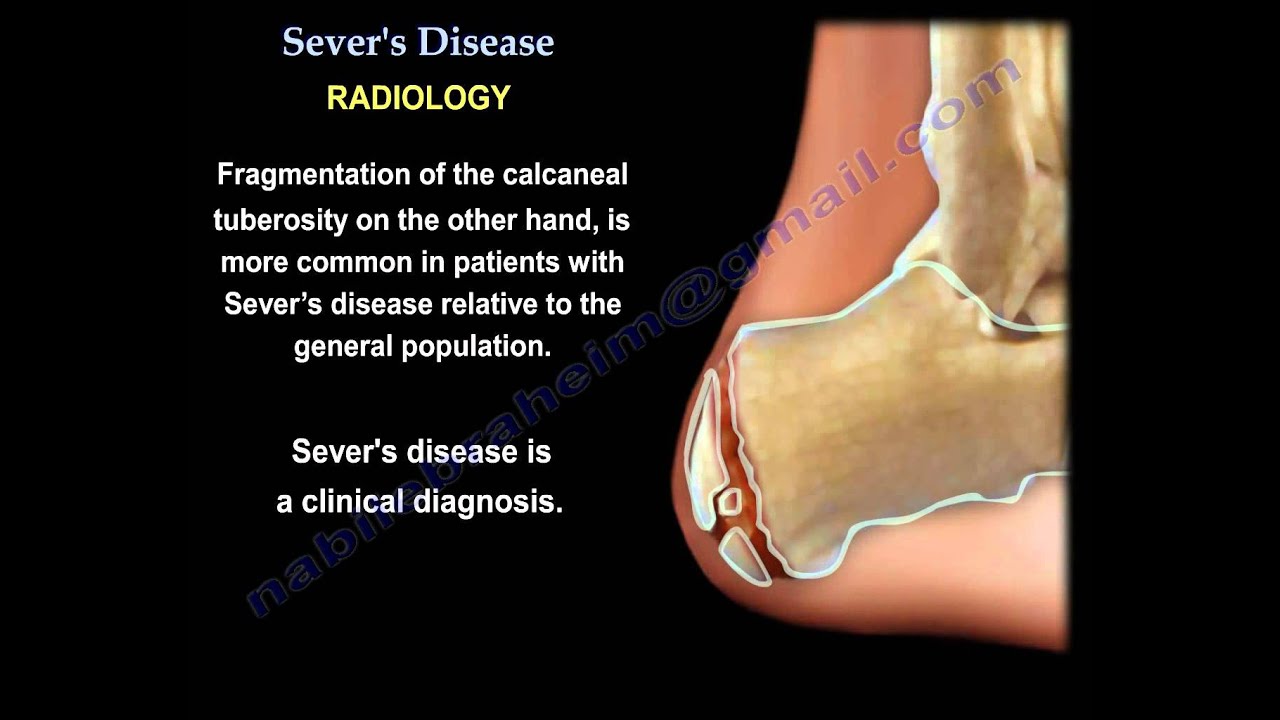 Sever's Disease
RADIOLOGY
Fragmentation of the calcaneal
tuberosity on the other hand, is
more common in patients with
Sever’s disease relative to the
general population.
Sever's disease is
a clinical diagnosis.
nabilebraheim@gmail.com